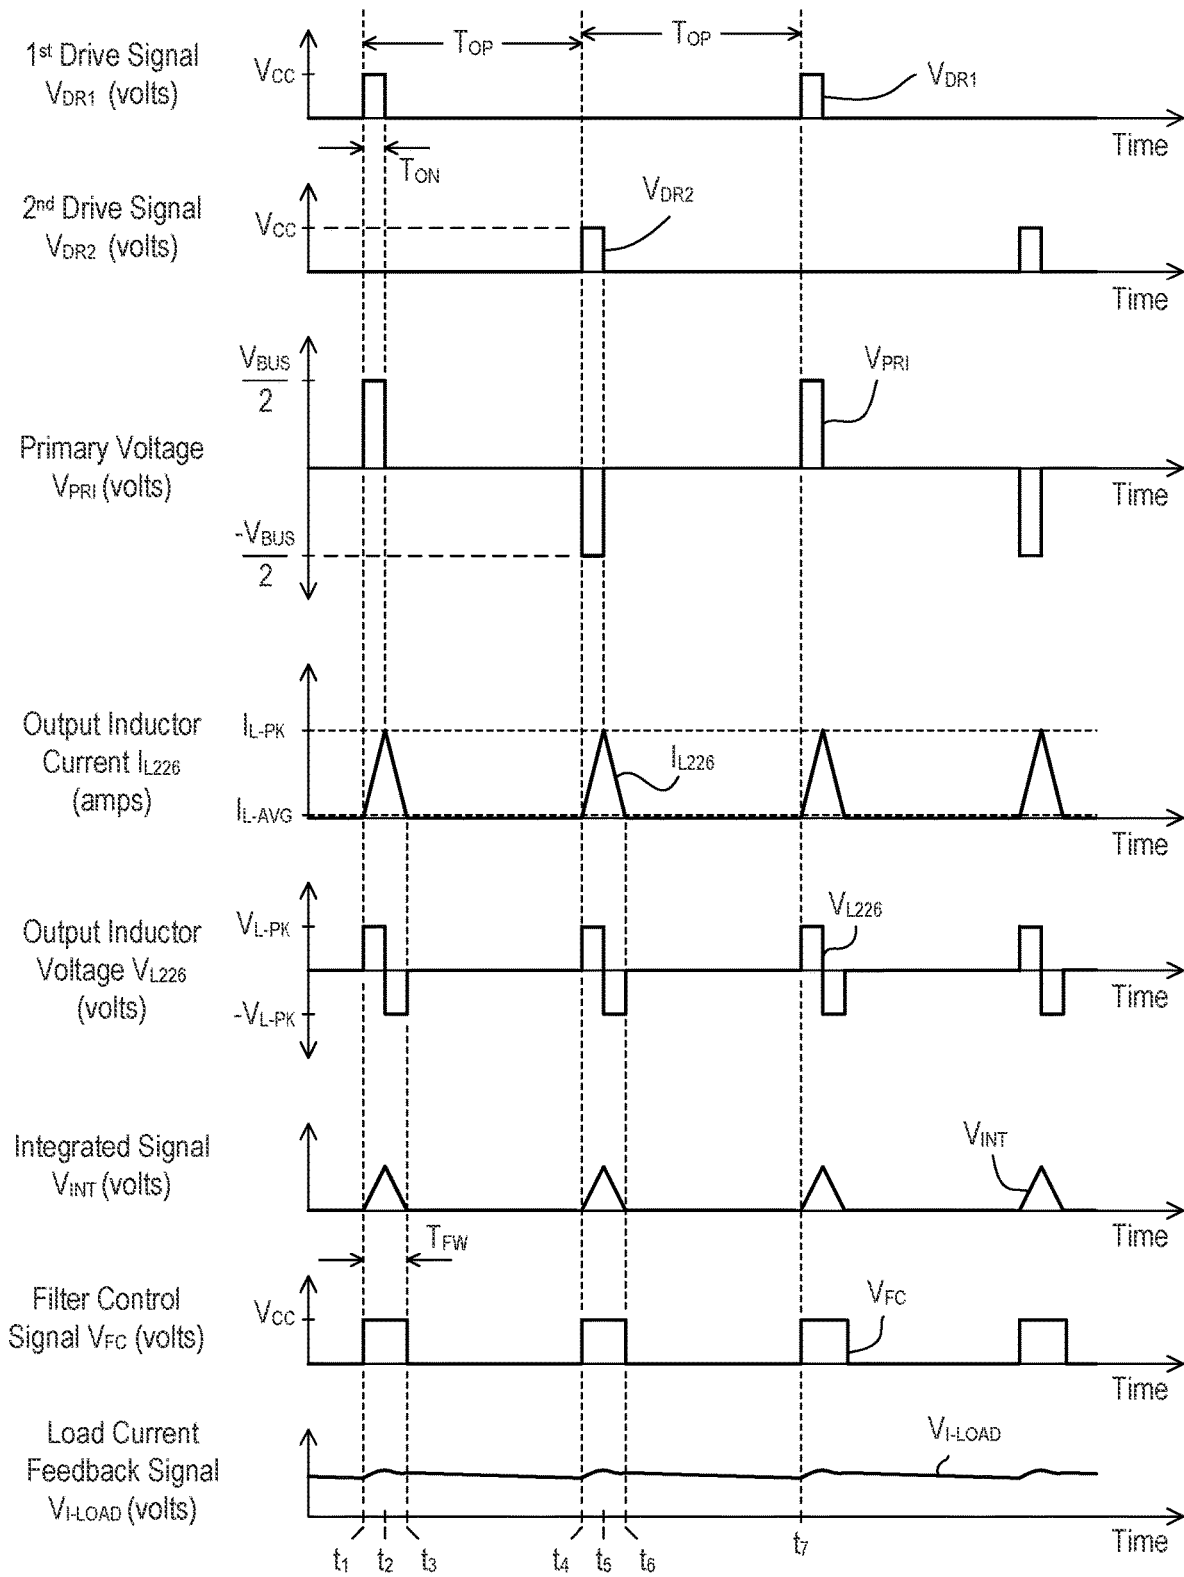 1st Drive Signal
VDR1 (volts)
VCC
TOP
TOP
VDR1
Time
TON
2nd Drive Signal
VDR2 (volts)
VCC
VDR2
Time
Primary Voltage
VPRI (volts)
VBUS
2
-VBUS
2
VPRI
Time
Output Inductor
Current IL226
(amps)
IL-PK
IL-AVG
IL226
Time
Output Inductor
Voltage VL226
(volts)
VL-PK
-VL-PK
VL226
Time
Integrated Signal
VINT (volts)
VINT
Time
TFW
Filter Control
Signal VFC (volts)
VCC
VFC
Time
Load Current
Feedback Signal
VI-LOAD (volts)
VI-LOAD
Time
t1 t2 t3 t4 t5 t6 t7